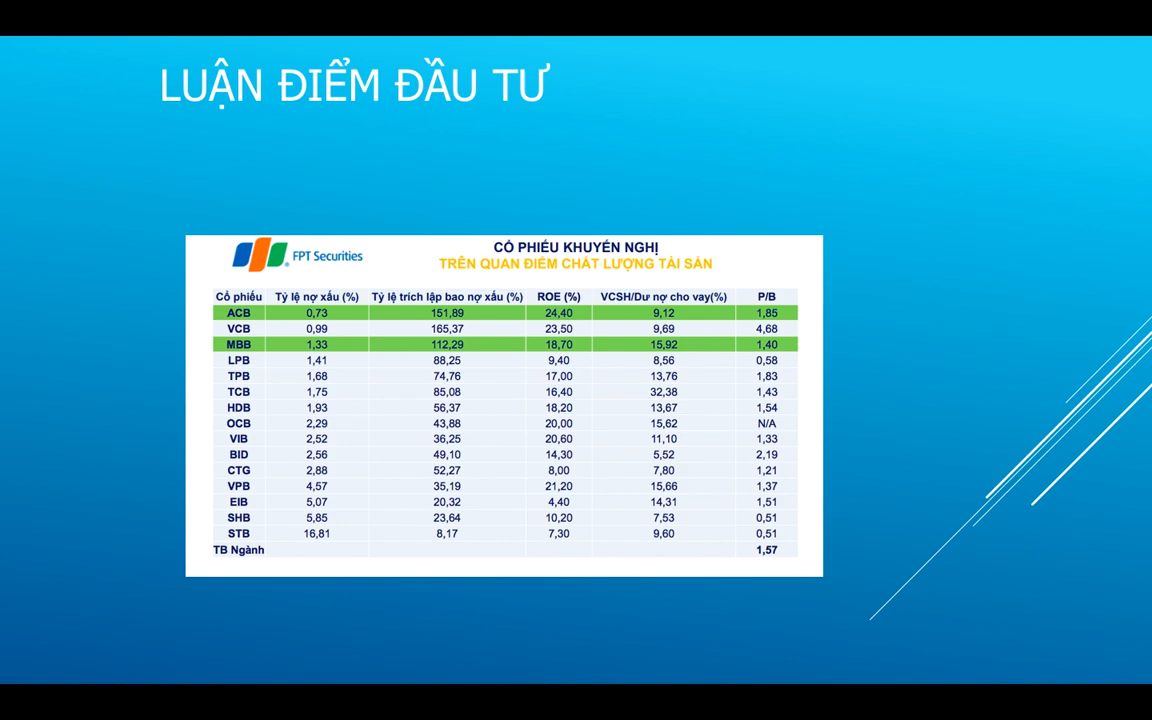 LUẬN ĐIỂM ĐẦU TƯ
FPT Securities
CỔ PHIẾU KHUYẾN NGHỊ
TRÊN QUAN ĐIỂM CHẤT LƯỢNG TÀI SẢN
Cổ phiếu Tỷ lệ nợ xấu (%) Tỷ lệ trích lập bao nợ xấu (%) ROE (%) VCSH/Dư nợ cho vay(%) P/B
ACB 0,73 151,89 24,40 9,12 1,85
VCB 0,99 165,37 23,50 9,69 4,68
MBB 1,33 112,29 18,70 15,92 1,40
LPB 1,41 88,25 9,40 8,56 0,58
TPB 1,68 74,76 17,00 13,76 1,83
TCB 1,75 85,08 16,40 32,38 1,43
HDB 1,93 56,37 18,20 13,67 1,54
OCB 2,29 43,88 20,00 15,62 N/A
VIB 2,52 36,25 20,60 11,10 1,33
BID 2,56 49,10 14,30 5,52 2,19
CTG 2,88 52,27 8,00 7,80 1,21
VPB 4,57 35,19 21,20 15,66 1,37
EIB 5,07 20,32 4,40 14,31 1,51
SHB 5,85 23,64 10,20 7,53 0,51
STB 16,81 8,17 7,30 9,60 0,51
TB Ngành 1,57